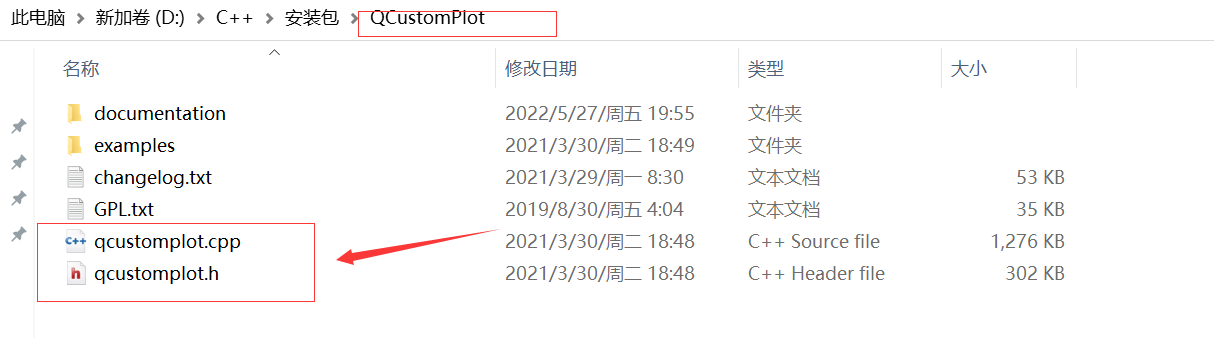 此电脑 > 新加卷 (D:) > C++ > 安装包 > QCustomPlot
名称 修改日期 类型 大小
documentation 2022/5/27/周五 19:55 文件夹
examples 2021/3/30/周二 18:49 文件夹
changelog.txt 2021/3/29/周一 8:30 文本文档 53 KB
GPL.txt 2019/8/30/周五 4:04 文本文档 35 KB
C++ qcustomplot.cpp 2021/3/30/周二 18:48 C++ Source file 1,276 KB
h qcustomplot.h 2021/3/30/周二 18:48 C++ Header file 302 KB